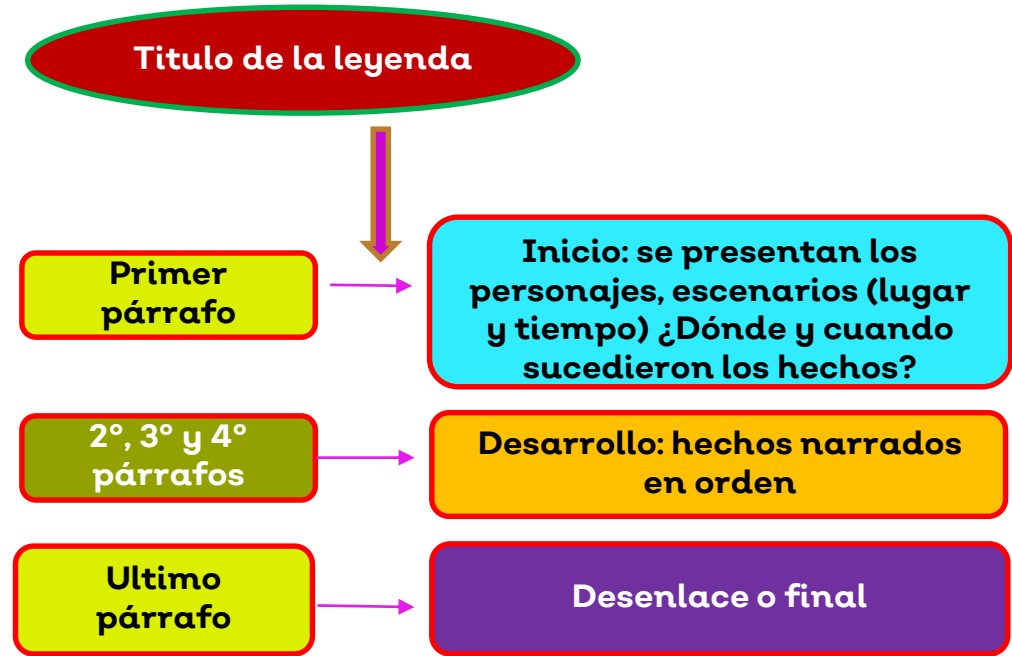 Titulo de la leyenda
Primer
párrafo
Inicio: se presentan los
personajes, escenarios (lugar
y tiempo) ¿Dónde y cuando
sucedieron los hechos?
2°, 3° y 4°
párrafos
Desarrollo: hechos narrados
en orden
Ultimo
párrafo
Desenlace o final